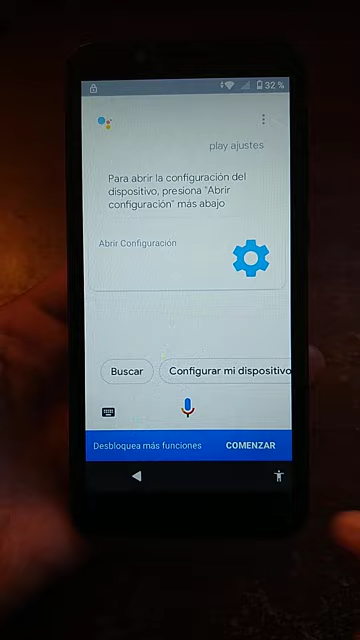 32 %
play ajustes
Para abrir la configuración del
dispositivo, presiona "Abrir
configuración" más abajo
Abrir Configuración
Buscar
Configurar mi dispositivo
Desbloquea más funciones
COMENZAR